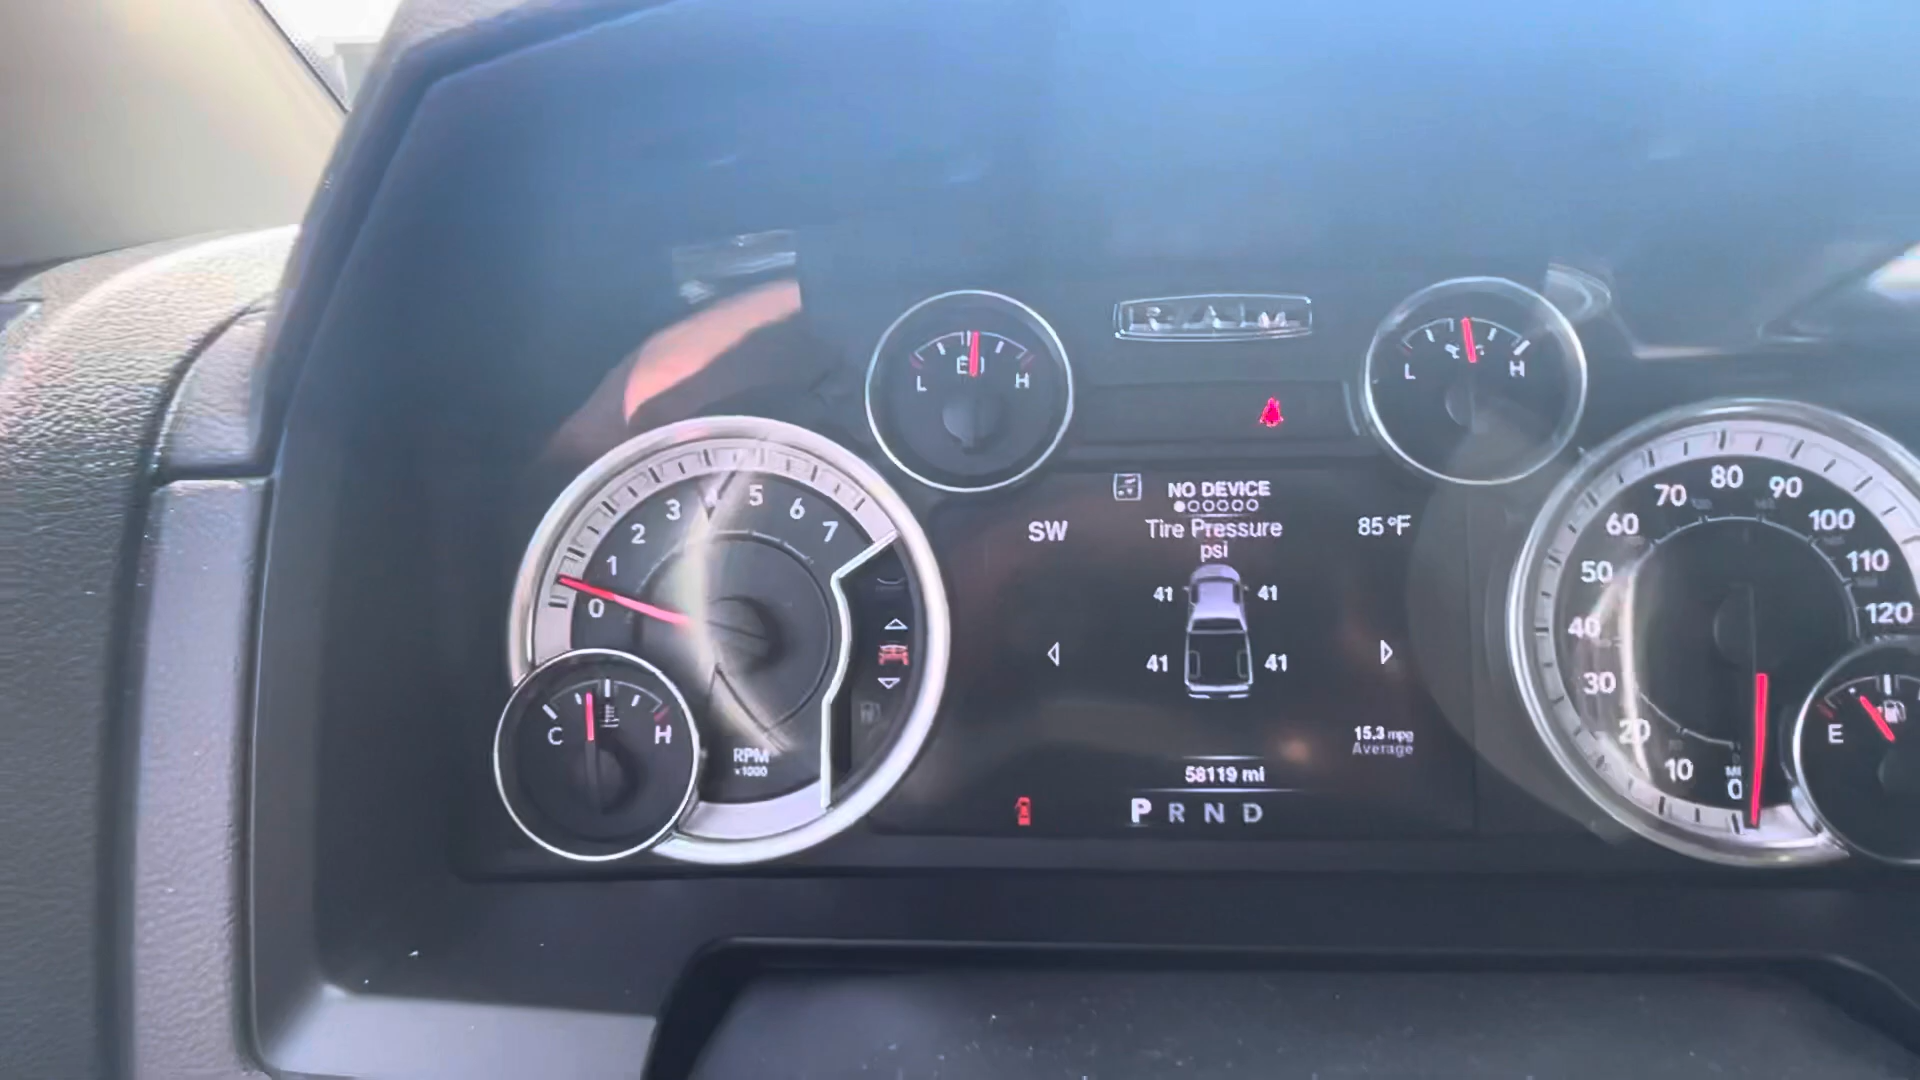 RAM
L H
L H
NO DEVICE
SW Tire Pressure 85°F
psi
41 41
41 41
15.3 mpg
Average
58119 mi
P R N D
0 1 2 3 4 5 6 7
RPM
x1000
C H
0 10 20 30 40 50 60 70 80 90 100 110 120
E